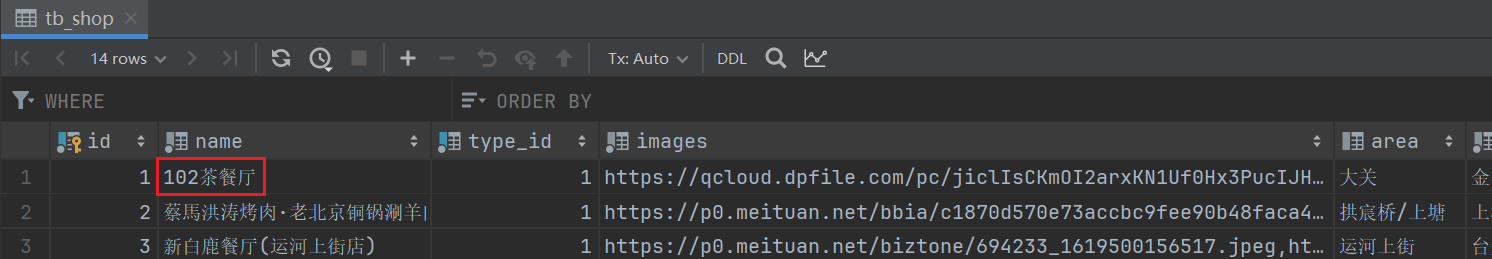 tb_shop
14 rows
Tx: Auto
DDL
WHERE
ORDER BY
id name type_id images area
1 1 102茶餐厅 1 https://qcloud.dpfile.com/pc/jiclIsCKmOI2arxKN1Uf0Hx3PucIJH… 大关 金
2 2 蔡馬洪涛烤肉·老北京铜锅涮羊 1 https://p0.meituan.net/bbia/c1870d570e73accbc9fee90b48faca4… 拱宸桥/上塘 上
3 3 新白鹿餐厅(运河上街店) 1 https://p0.meituan.net/biztone/694233_1619500156517.jpeg,ht… 运河上街 台